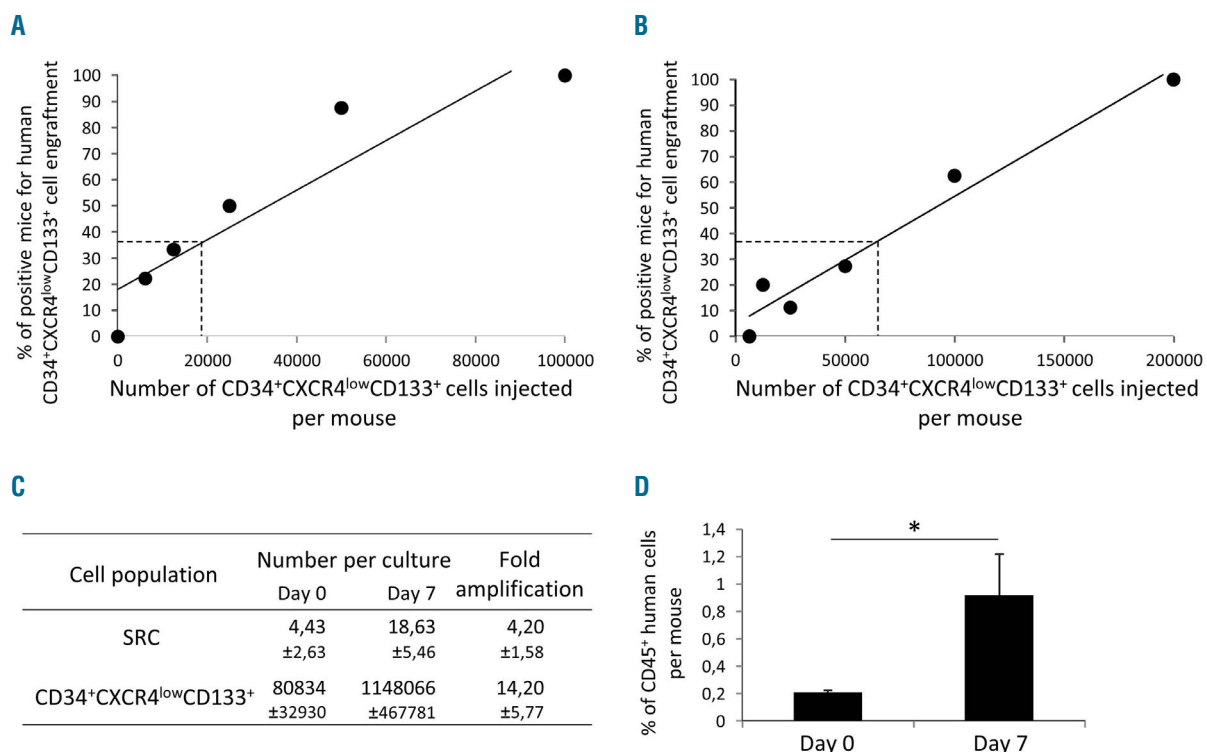 A
% of positive mice for human
CD34⁺CXCR4ˡᵒʷCD133⁺ cell engraftment
100
90
80
70
60
50
40
30
20
10
0
0 20000 40000 60000 80000 100000
Number of CD34⁺CXCR4ˡᵒʷCD133⁺ cells injected
per mouse
B
% of positive mice for human
CD34⁺CXCR4ˡᵒʷCD133⁺ cell engraftment
100
90
80
70
60
50
40
30
20
10
0
0 50000 100000 150000 200000
Number of CD34⁺CXCR4ˡᵒʷCD133⁺ cells injected
per mouse
C
Cell population Number per culture Fold amplification
Day 0 Day 7
SRC 4,43 18,63 4,20
±2,63 ±5,46 ±1,58
CD34⁺CXCR4ˡᵒʷCD133⁺ 80834 1148066 14,20
±32930 ±467781 ±5,77
D
% of CD45⁺ human cells
per mouse
1,4
1,2
1
0,8
0,6
0,4
0,2
0
*
Day 0 Day 7